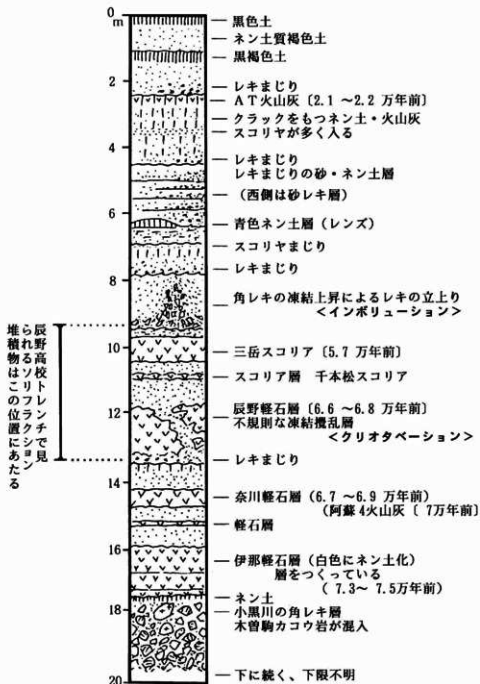 0
m
黒色土
ネン土質褐色土
黒褐色土
2
レキまじり
AT火山灰〔2.1 ～2.2 万年前〕
クラックをもつネン土・火山灰
スコリヤが多く入る
4
レキまじり
レキまじりの砂・ネン土層
(西側は砂レキ層)
6
青色ネン土層(レンズ)
スコリヤまじり
レキまじり
8
角レキの凍結上昇によるレキの立上り
<インボリューション>
辰野高校トレンチで見
られるソリフラクション
堆積物はこの位置にあたる
10
三岳スコリア〔5.7 万年前〕
スコリア層 千本松スコリア
12
辰野軽石層〔6.6 ～6.8 万年前〕
不規則な凍結攪乱層
<クリオタベーション>
レキまじり
14
奈川軽石層(6.7 ～6.9 万年前)
(阿蘇4火山灰〔 7万年前〕
軽石層
16
伊那軽石層(白色にネン土化)
層をつくっている
( 7.3～ 7.5万年前)
ネン土
18
小黒川の角レキ層
木曽駒カコウ岩が混入
下に続く、下限不明
20